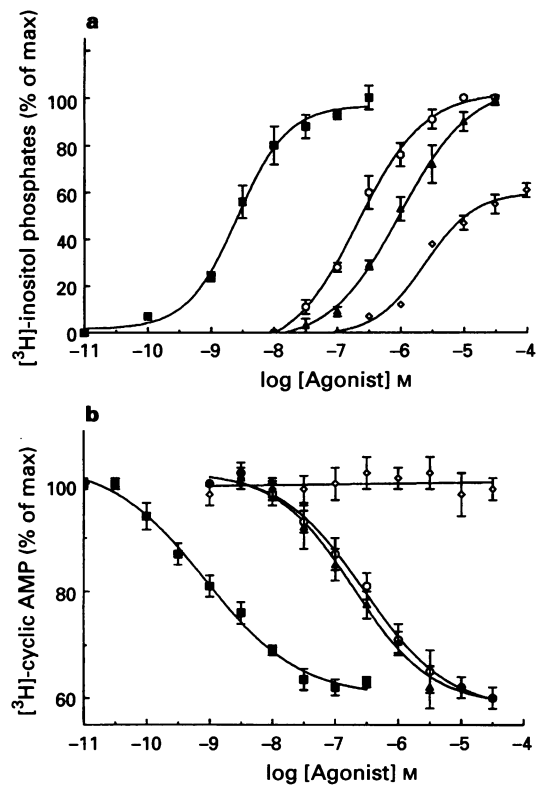 a
[³H]-inositol phosphates (% of max)
100
80
60
40
20
0
−11 −10 −9 −8 −7 −6 −5 −4
log [Agonist] M
b
[³H]-cyclic AMP (% of max)
100
80
60
−11 −10 −9 −8 −7 −6 −5 −4
log [Agonist] M